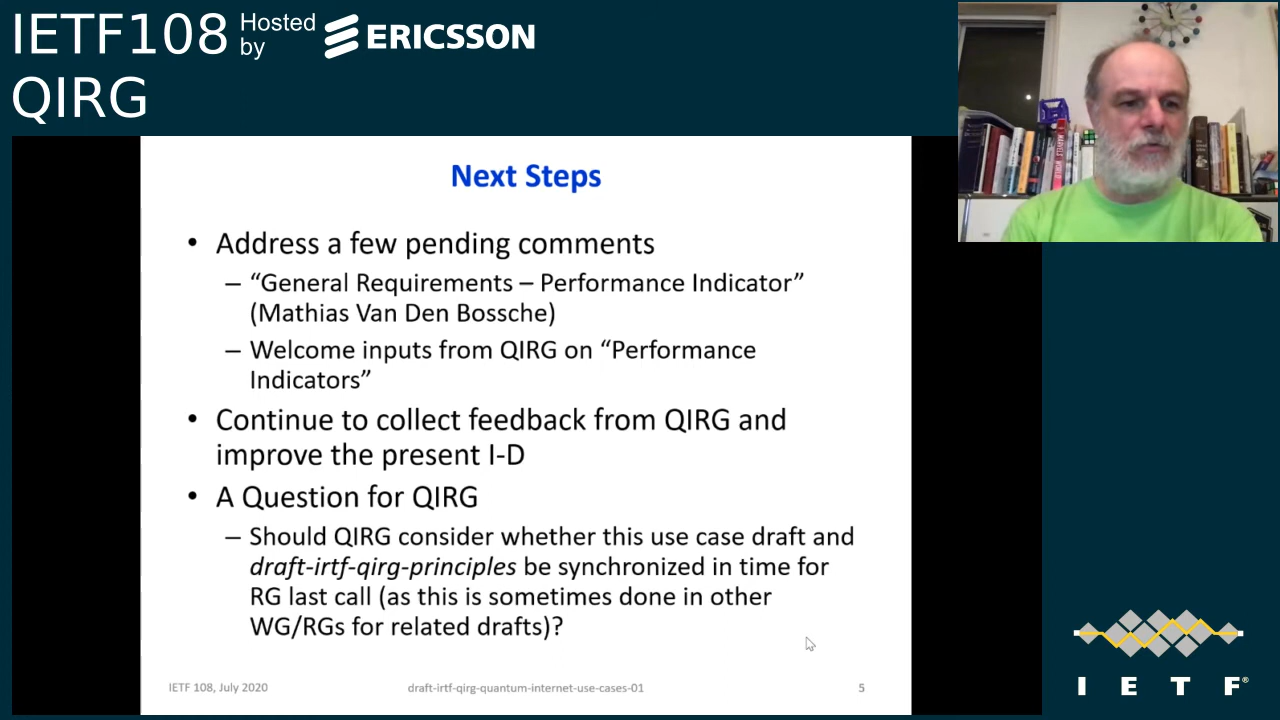 IETF108 Hosted by ERICSSON
QIRG
Next Steps
• Address a few pending comments
– “General Requirements – Performance Indicator”
(Mathias Van Den Bossche)
– Welcome inputs from QIRG on “Performance
Indicators”
• Continue to collect feedback from QIRG and
improve the present I-D
• A Question for QIRG
– Should QIRG consider whether this use case draft and
draft-irtf-qirg-principles be synchronized in time for
RG last call (as this is sometimes done in other
WG/RGs for related drafts)?
IETF 108, July 2020
draft-irtf-qirg-quantum-internet-use-cases-01
5
I E T F®